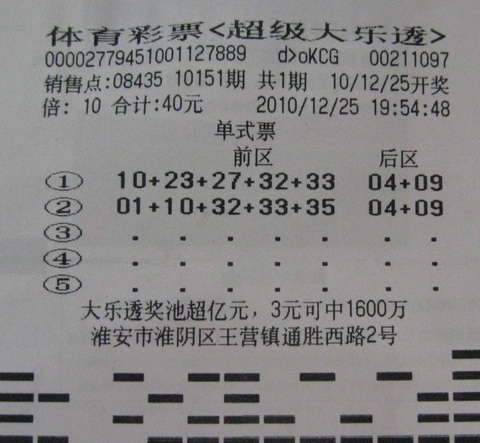 体育彩票<超级大乐透>
00002779451001127889 d>oKCG 00211097
销售点:08435 10151期 共1期 10/12/25开奖
倍: 10 合计:40元 2010/12/25 19:54:48
单式票
前区 后区
① 10+23+27+32+33 04+09
② 01+10+32+33+35 04+09
③ . . . . . . .
④ . . . . . . .
⑤ . . . . . . .
大乐透奖池超亿元，3元可中1600万
淮安市淮阴区王营镇通胜西路2号